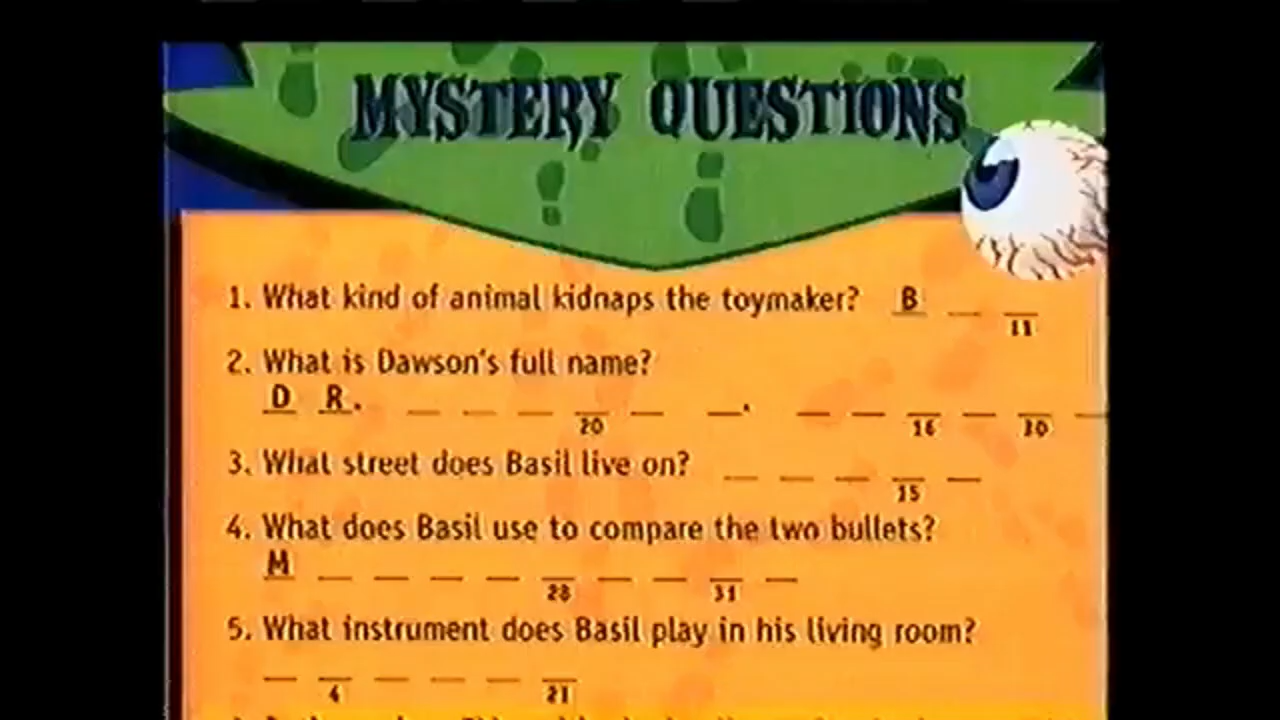 MYSTERY QUESTIONS
1. What kind of animal kidnaps the toymaker? B _ _
11
2. What is Dawson's full name?
D R. _ _ _ _ _ _. _ _ _ _ _ _
20 16 30
3. What street does Basil live on? _ _ _ _ _
15
4. What does Basil use to compare the two bullets?
M _ _ _ _ _ _ _ _ _
28 31
5. What instrument does Basil play in his living room?
_ _ _ _ _ _
4 21